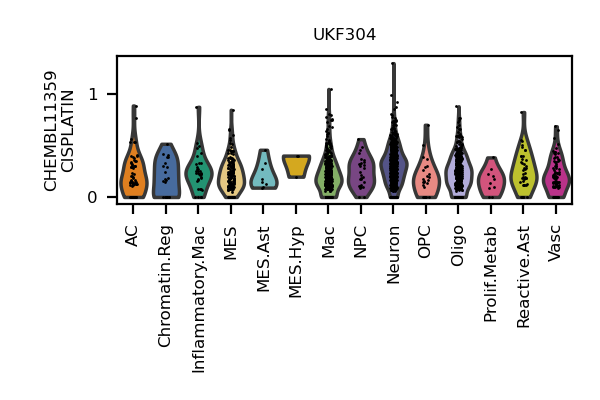 UKF304
CHEMBL11359
CISPLATIN
1
0
AC
Chromatin.Reg
Inflammatory.Mac
MES
MES.Ast
MES.Hyp
Mac
NPC
Neuron
OPC
Oligo
Prolif.Metab
Reactive.Ast
Vasc